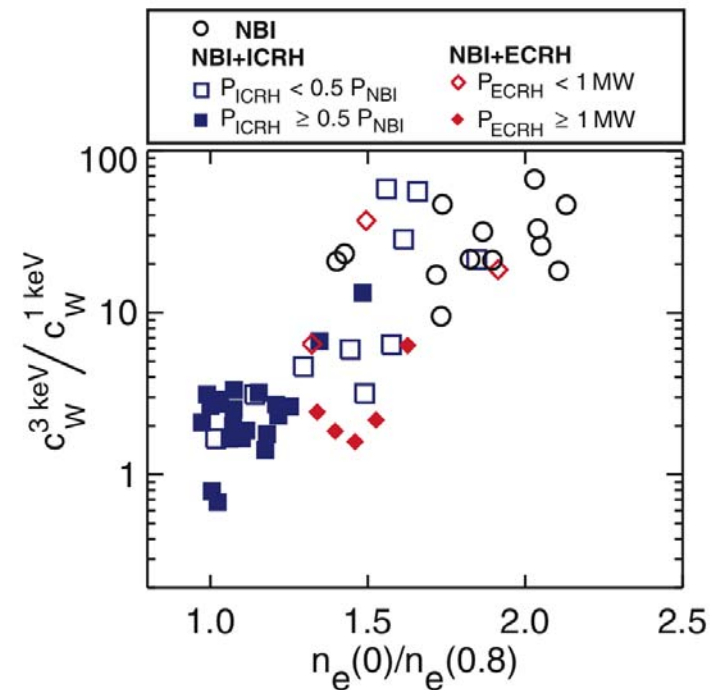 NBI
NBI+ICRH
P_ICRH < 0.5 P_NBI
P_ICRH ≥ 0.5 P_NBI
NBI+ECRH
P_ECRH < 1 MW
P_ECRH ≥ 1 MW
100
10
1
c_W^3 keV / c_W^1 keV
1.0 1.5 2.0 2.5
n_e(0)/n_e(0.8)